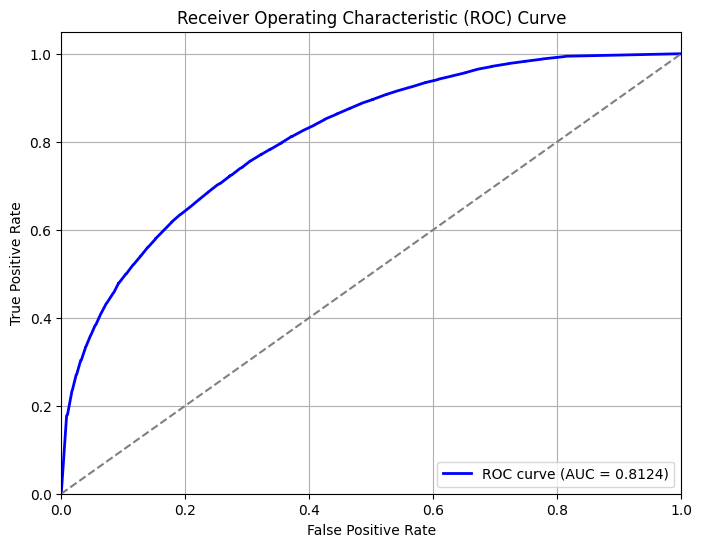 Receiver Operating Characteristic (ROC) Curve
True Positive Rate
1.0
0.8
0.6
0.4
0.2
0.0
ROC curve (AUC = 0.8124)
0.0 0.2 0.4 0.6 0.8 1.0
False Positive Rate